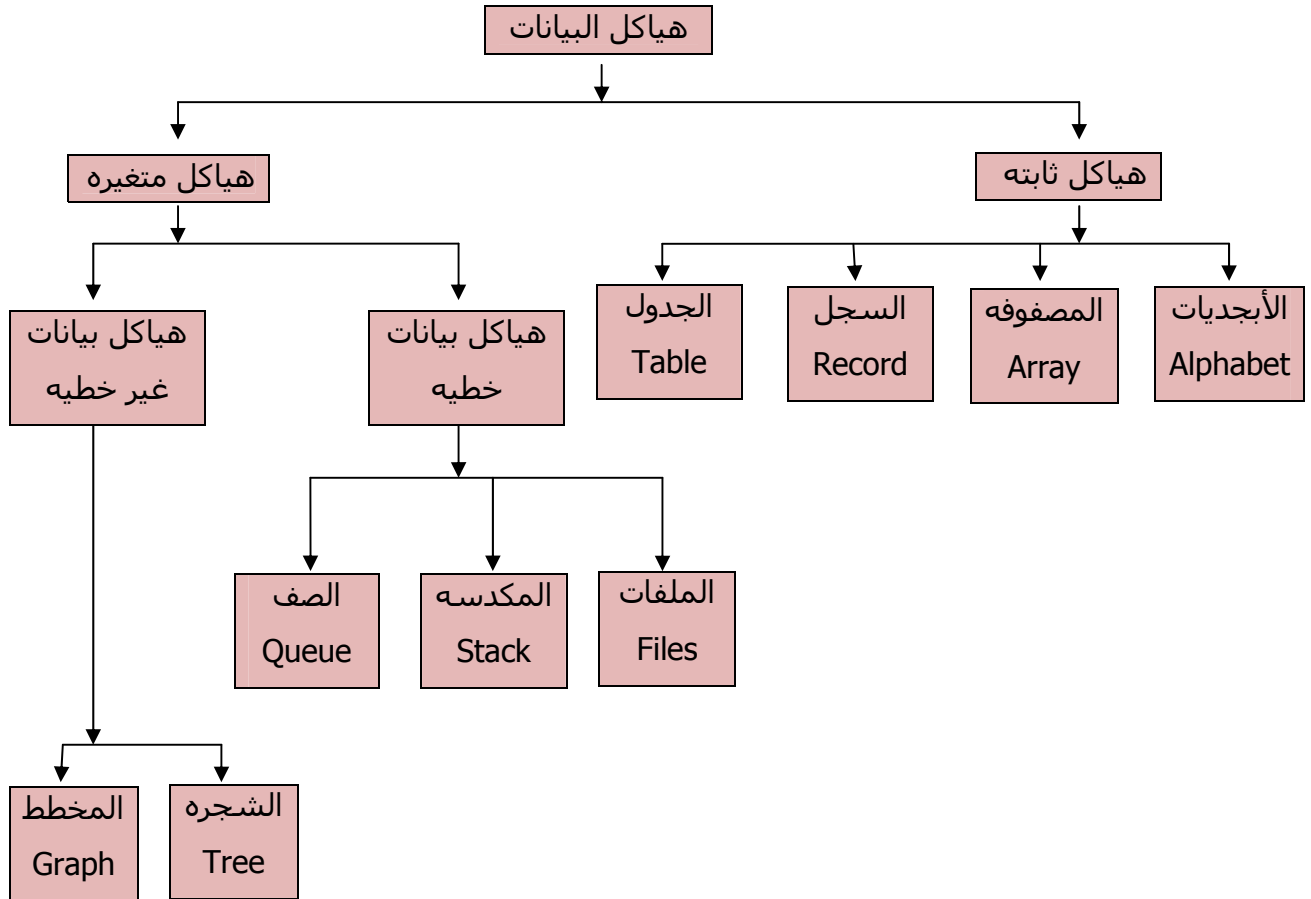 هياكل البيانات
هياكل ثابته
هياكل متغيره
الأبجديات
Alphabet
المصفوفه
Array
السجل
Record
الجدول
Table
هياكل بيانات
خطيه
هياكل بيانات
غير خطيه
الملفات
Files
المكدسه
Stack
الصف
Queue
الشجره
Tree
المخطط
Graph